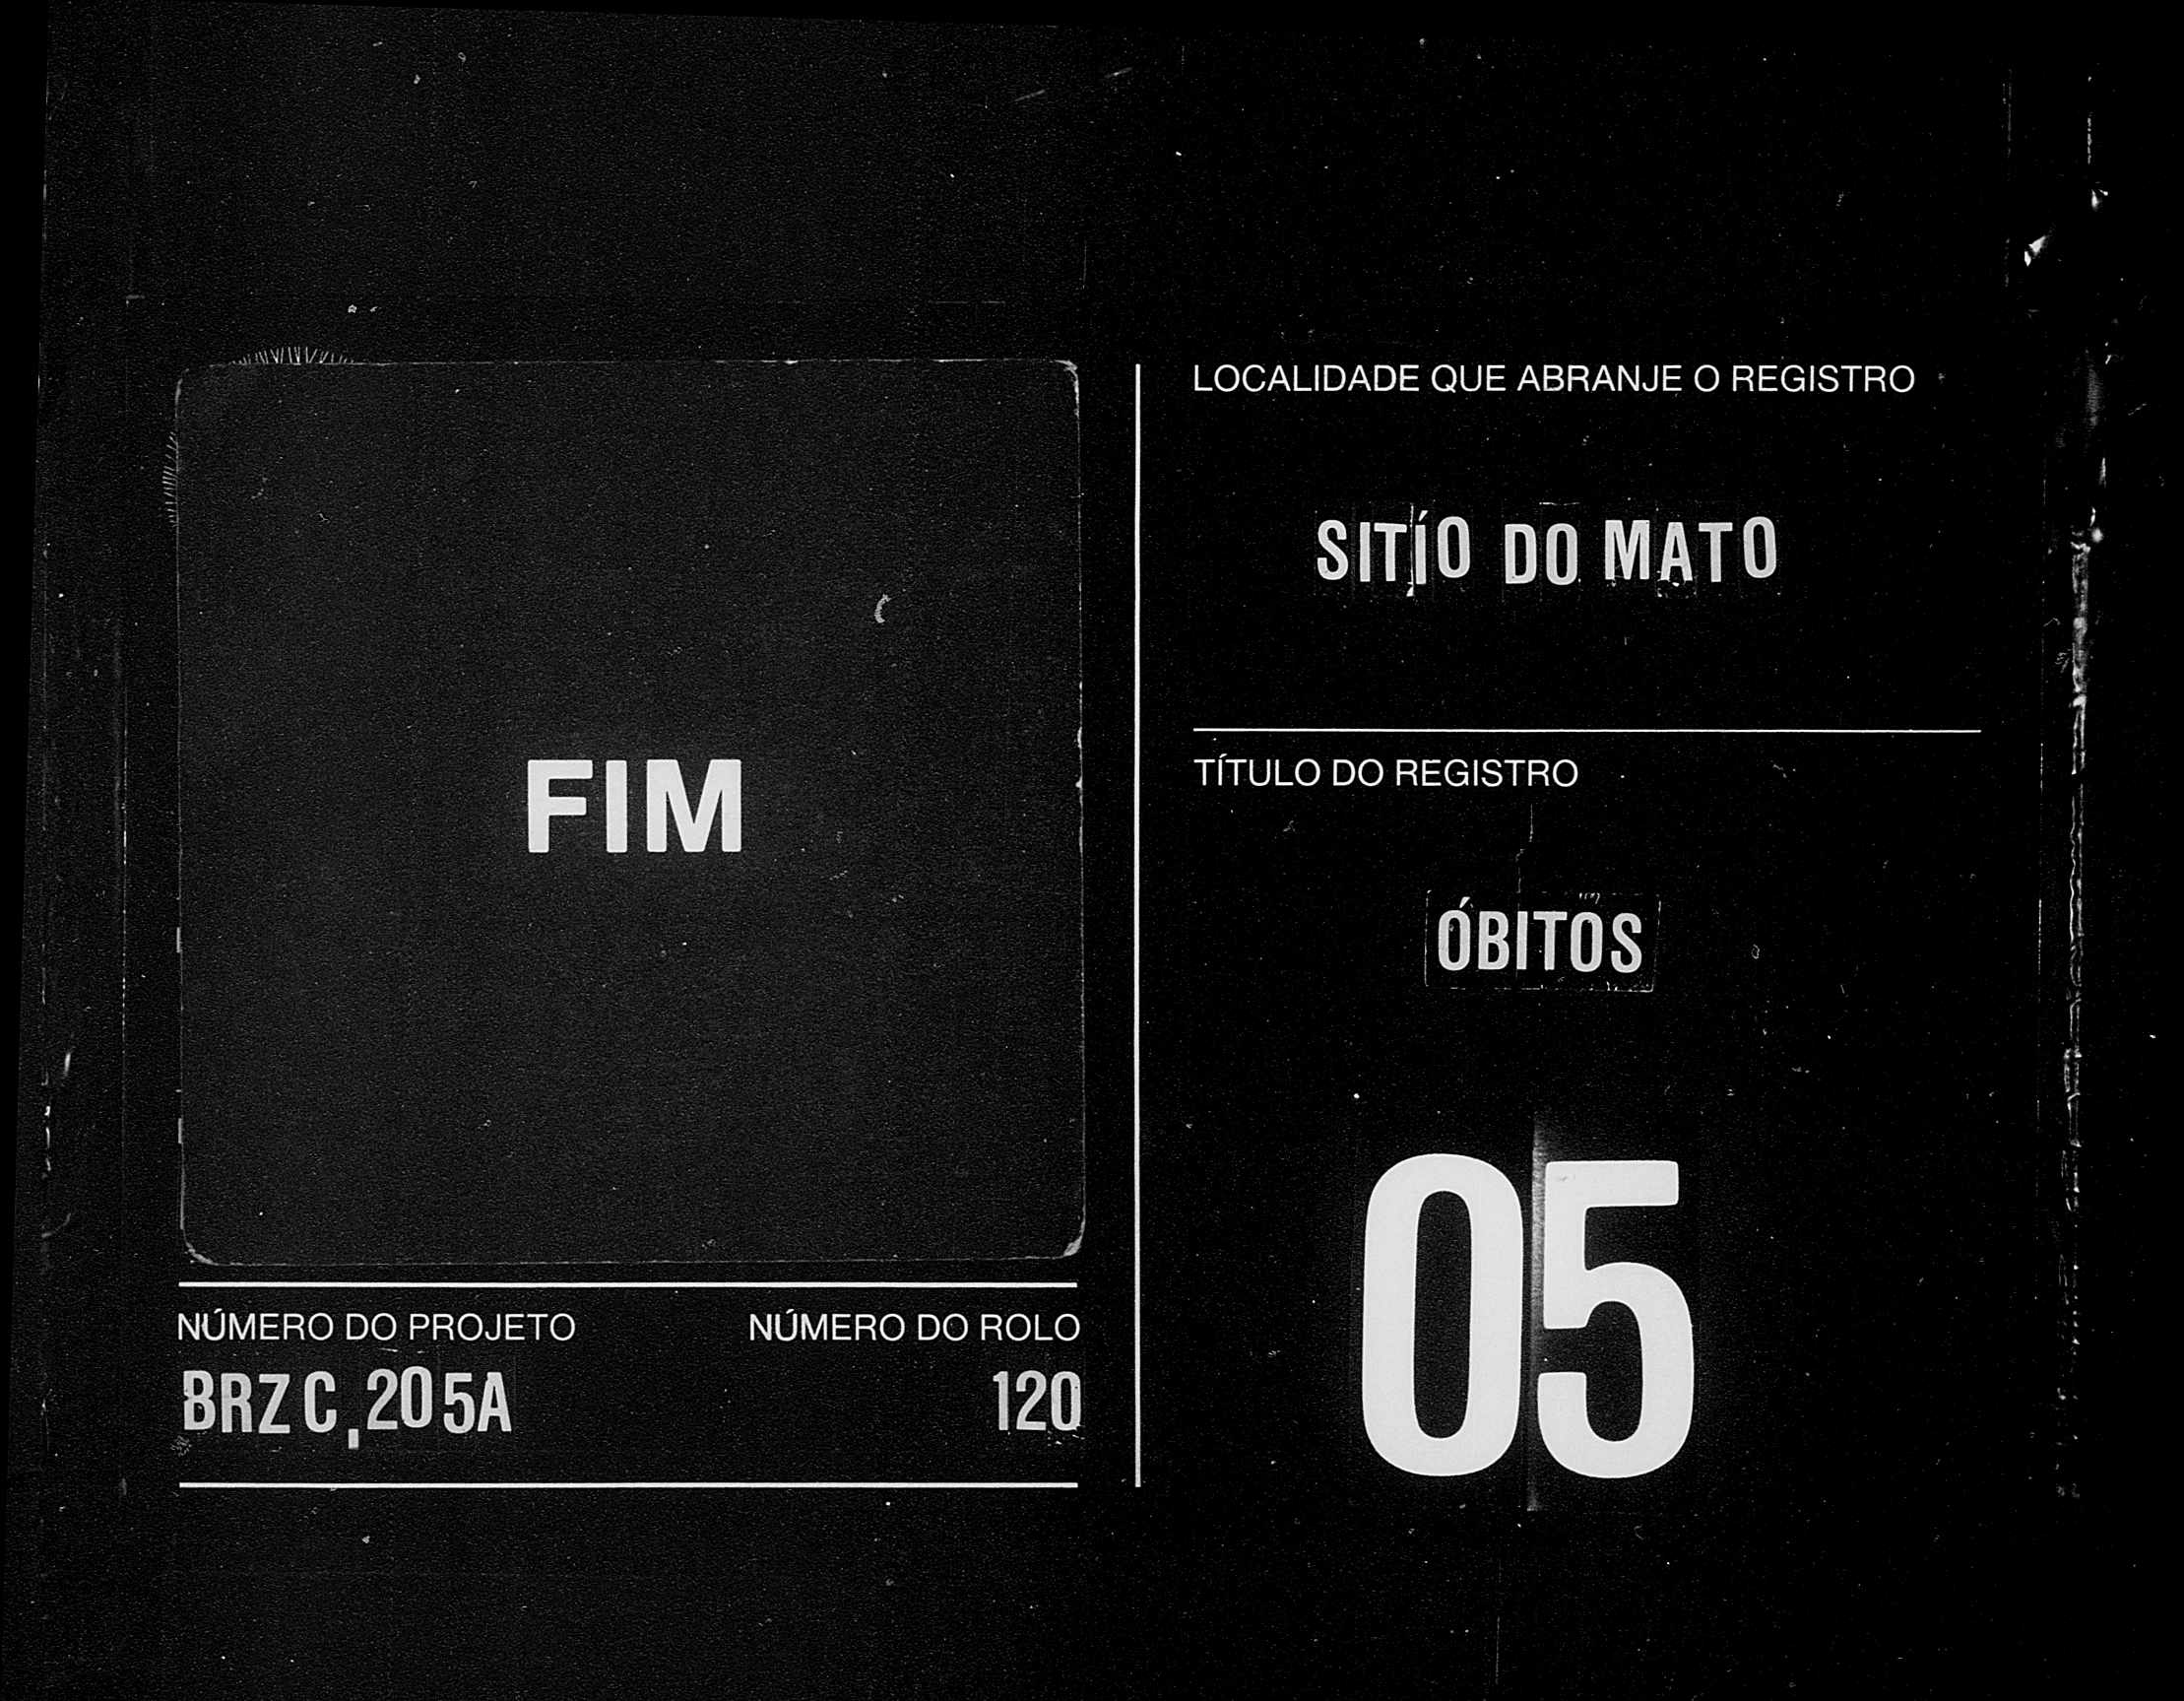 FIM
NÚMERO DO PROJETO
BRZC.205A
NÚMERO DO ROLO
120
LOCALIDADE QUE ABRANJE O REGISTRO
SITÍO DO MATO
TÍTULO DO REGISTRO
ÓBITOS
05